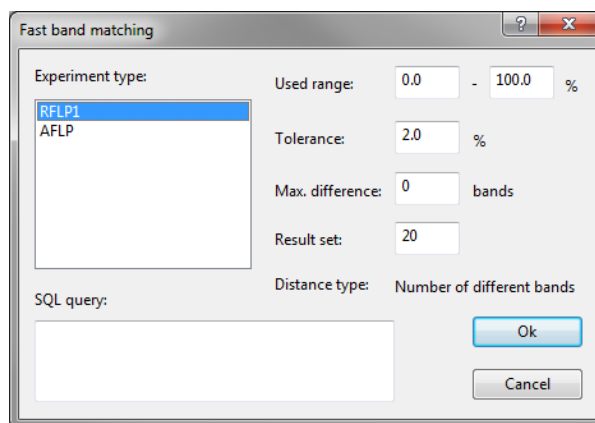 Fast band matching
Experiment type:
RFLP1
AFLP
Used range: 0.0 - 100.0 %
Tolerance: 2.0 %
Max. difference: 0 bands
Result set: 20
Distance type: Number of different bands
SQL query:
Ok
Cancel